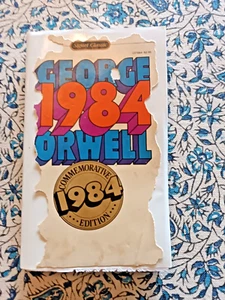 Signet Classic
GEORGE
1984
ORWELL
COMMEMORATIVE
1984
EDITION